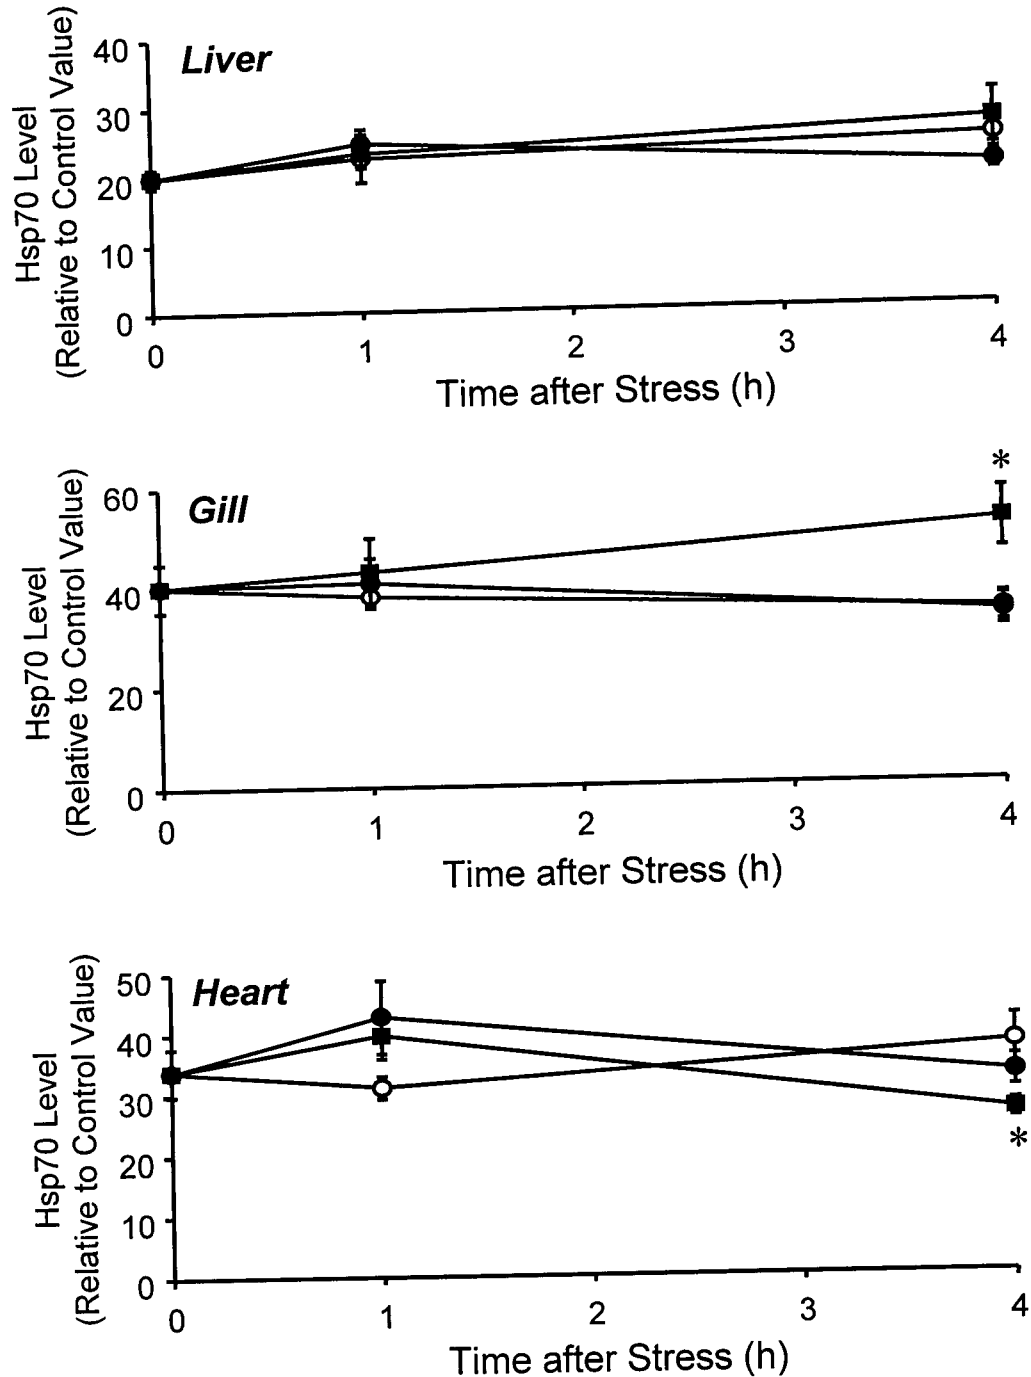 Liver
Hsp70 Level
(Relative to Control Value)
40
30
20
10
0
0 1 2 3 4
Time after Stress (h)
Gill
Hsp70 Level
(Relative to Control Value)
60
40
20
0
*
0 1 2 3 4
Time after Stress (h)
Heart
Hsp70 Level
(Relative to Control Value)
50
40
30
20
10
0
*
0 1 2 3 4
Time after Stress (h)